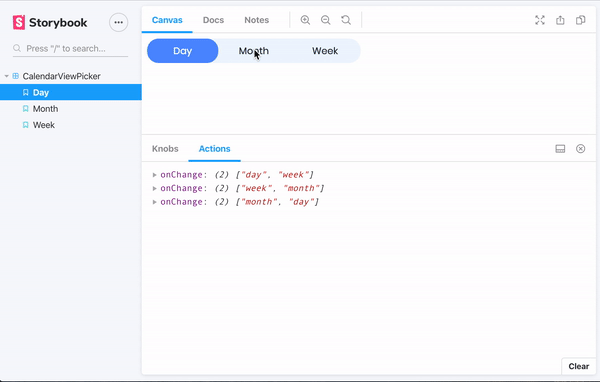 Storybook
Press "/" to search...
CalendarViewPicker
Day
Month
Week
Canvas Docs Notes
Day Month Week
Knobs Actions
onChange: (2) ["day", "week"]
onChange: (2) ["week", "month"]
onChange: (2) ["month", "day"]
Clear